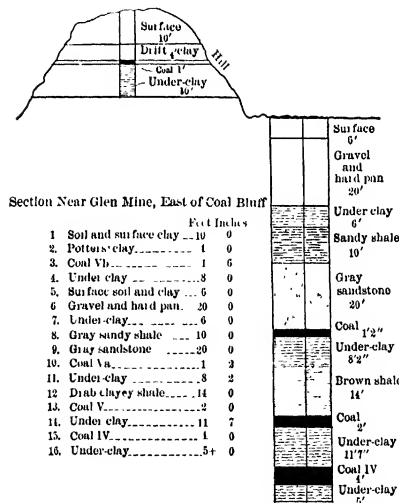 Surface
10'
Drift clay
4'
Coal 1'
Under-clay
10'
Hill
Surface
6'
Gravel
and
hard pan
20'
Under clay
6'
Sandy shale
10'
Gray
sandstone
20'
Coal 1'2"
Under-clay
8'2"
Brown shale
14'
Coal
2'
Under-clay
11'7"
Coal IV
4'
Under-clay
5'
Section Near Glen Mine, East of Coal Bluff
Feet Inches
1 Soil and surface clay 10 0
2. Potters' clay 4 0
3. Coal Vb 1 6
4. Under clay 8 0
5. Surface soil and clay 6 0
6 Gravel and hard pan. 20 0
7. Under-clay 6 0
8. Gray sandy shale 10 0
9. Gray sandstone 20 0
10. Coal Va 1 2
11. Under-clay 8 2
12 Drab clayey shale 14 0
13. Coal V 2 0
14. Under clay 11 7
15. Coal IV 4 0
16. Under-clay 5+ 0